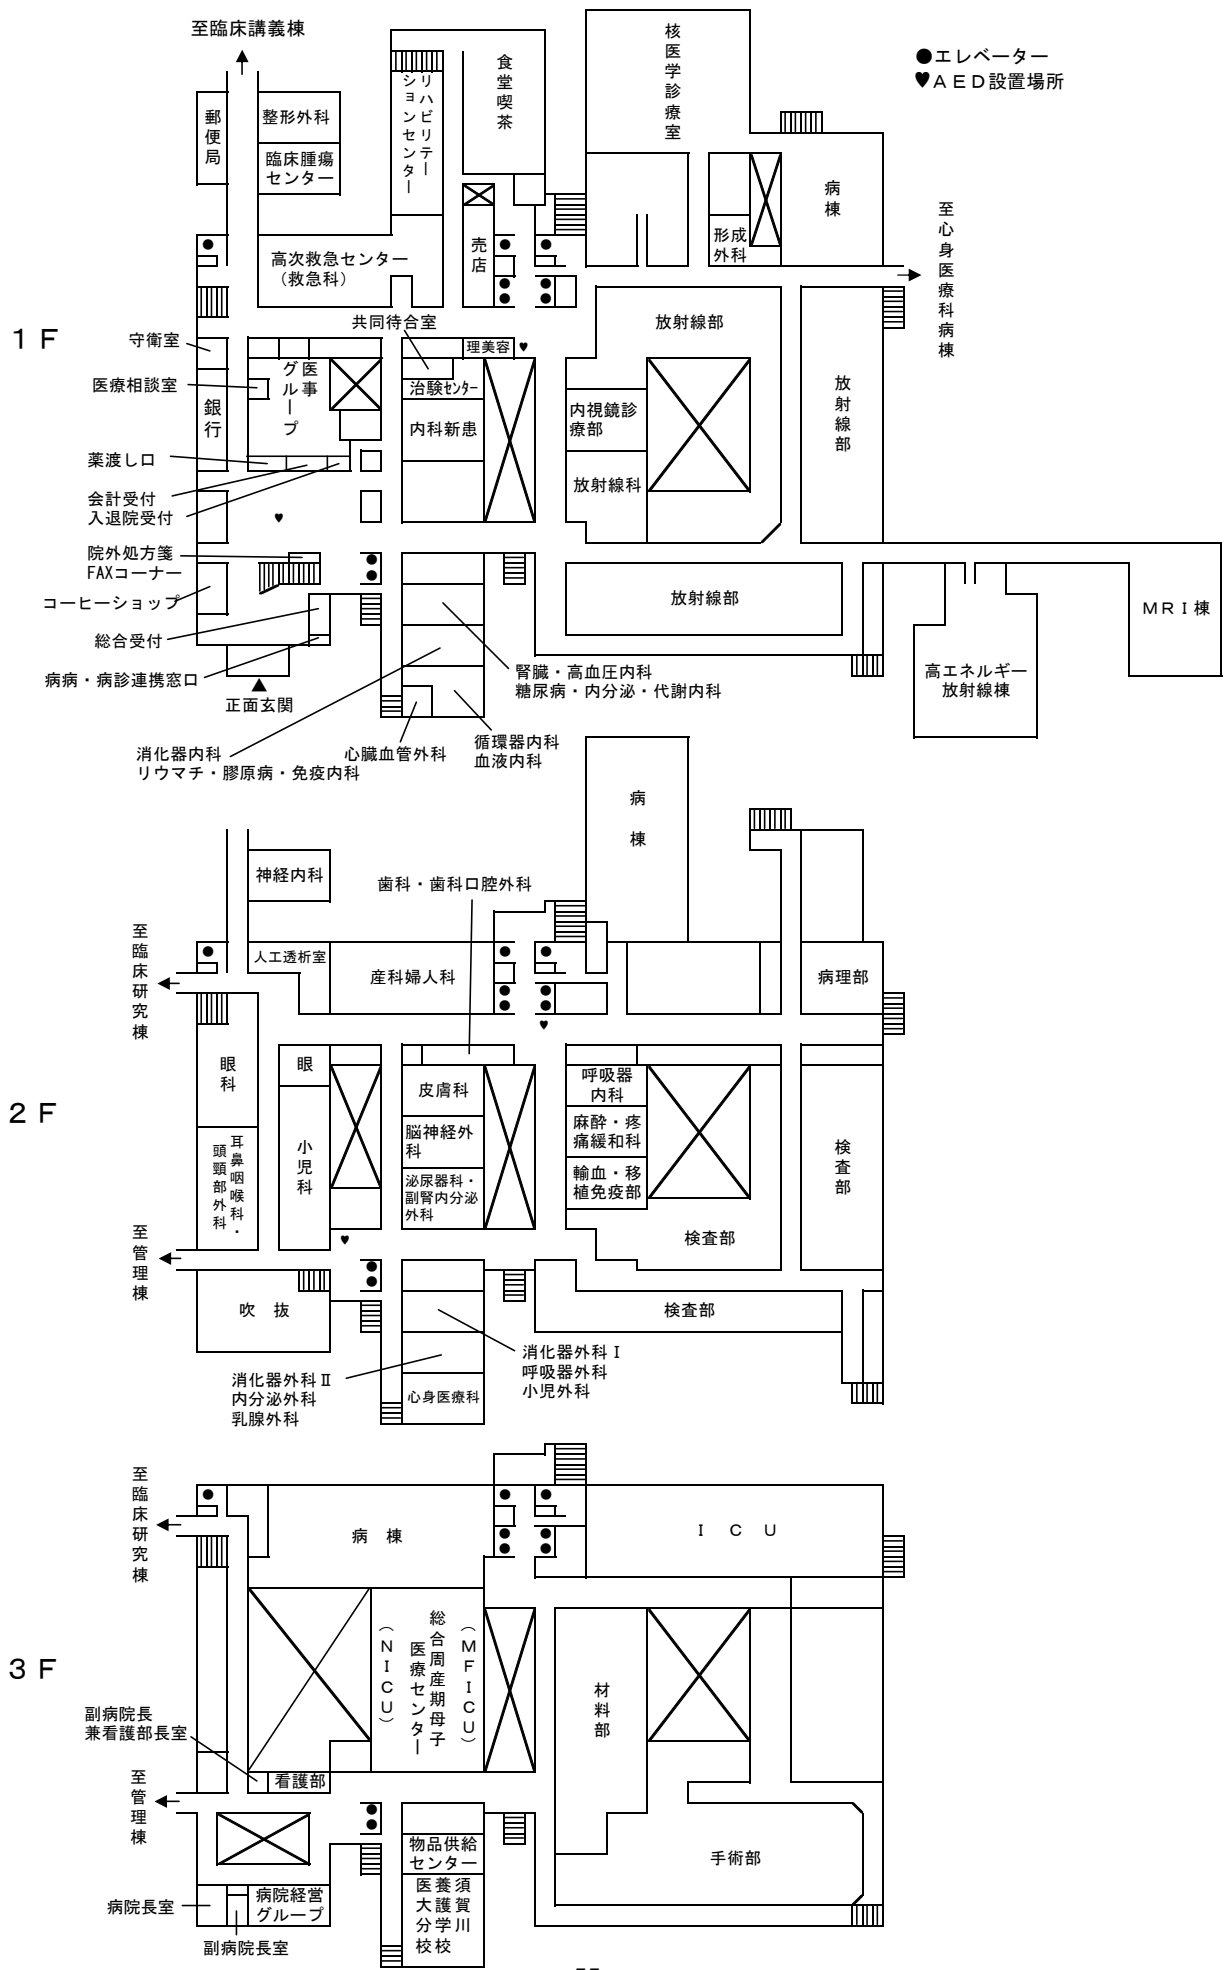 至臨床講義棟
●エレベーター
♥ＡＥＤ設置場所
郵便局
整形外科
臨床腫瘍
センター
リハビリテー
ションセンター
食堂喫茶
核医学診療室
病棟
形成
外科
至心身医療科病棟
高次救急センター
（救急科）
売店
１Ｆ
守衛室
医療相談室
銀行
医事
グループ
共同待合室
理美容
♥
治験ｾﾝﾀｰ
内科新患
放射線部
内視鏡診
療部
放射線科
放射線部
薬渡し口
会計受付
入退院受付
♥
院外処方箋
FAXコーナー
コーヒーショップ
総合受付
病病・病診連携窓口
正面玄関
放射線部
ＭＲＩ棟
高エネルギー
放射線棟
腎臓・高血圧内科
糖尿病・内分泌・代謝内科
循環器内科
血液内科
心臓血管外科
消化器内科
リウマチ・膠原病・免疫内科
病棟
神経内科
歯科・歯科口腔外科
至臨床研究棟
人工透析室
産科婦人科
病理部
♥
２Ｆ
眼科
眼
小児科
耳鼻咽喉科・
頭頸部外科
皮膚科
脳神経外
科
泌尿器科・
副腎内分泌
外科
呼吸器
内科
麻酔・疼
痛緩和科
輸血・移
植免疫部
検査部
検査部
至管理棟
♥
吹抜
検査部
消化器外科Ⅰ
呼吸器外科
小児外科
消化器外科Ⅱ
内分泌外科
乳腺外科
心身医療科
至臨床研究棟
病棟
ＩＣＵ
３Ｆ
総合周産期母子
医療センター
（ＮＩＣＵ）
（ＭＦＩＣＵ）
材料部
副病院長
兼看護部長室
看護部
至管理棟
物品供給
センター
手術部
病院長室
病院経営
グループ
副病院長室
須賀川
養護学校
医大分校